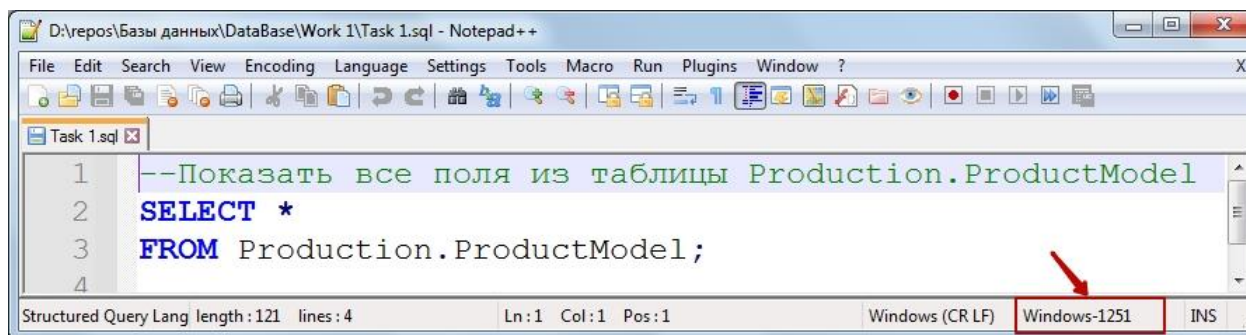 D:\repos\Базы данных\DataBase\Work 1\Task 1.sql - Notepad++
File Edit Search View Encoding Language Settings Tools Macro Run Plugins Window ? X
Task 1.sql
1 --Показать все поля из таблицы Production.ProductModel
2 SELECT *
3 FROM Production.ProductModel;
4
Structured Query Lang length : 121 lines : 4 Ln : 1 Col : 1 Pos : 1 Windows (CR LF) Windows-1251 INS